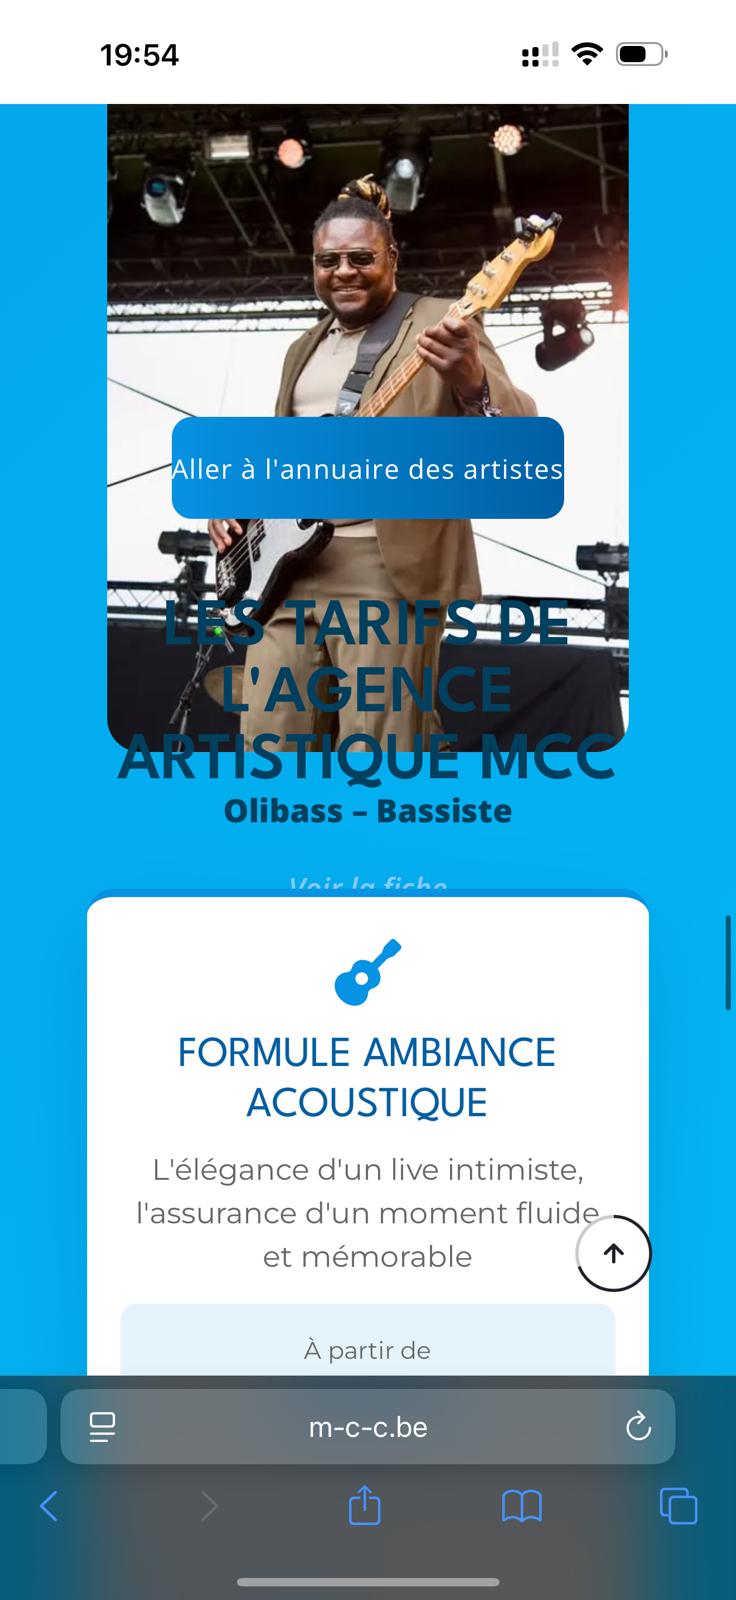 19:54
Aller à l'annuaire des artistes
LES TARIFS DE
L'AGENCE
ARTISTIQUE MCC
Olibass – Bassiste
Voir la fiche
FORMULE AMBIANCE
ACOUSTIQUE
L'élégance d'un live intimiste,
l'assurance d'un moment fluide
et mémorable
À partir de
m-c-c.be